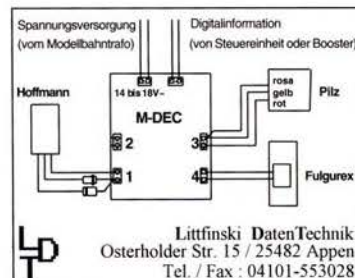 Spannungsversorgung
(vom Modellbahntrafo)
Digitalinformation
(von Steuereinheit oder Booster)
Hoffmann
14 bis 18V~
M-DEC
2
3
1
4
rosa
gelb
rot
Pilz
Fulgurex
Littfinski DatenTechnik
Osterholder Str. 15 / 25482 Appen
Tel. / Fax : 04101-553028